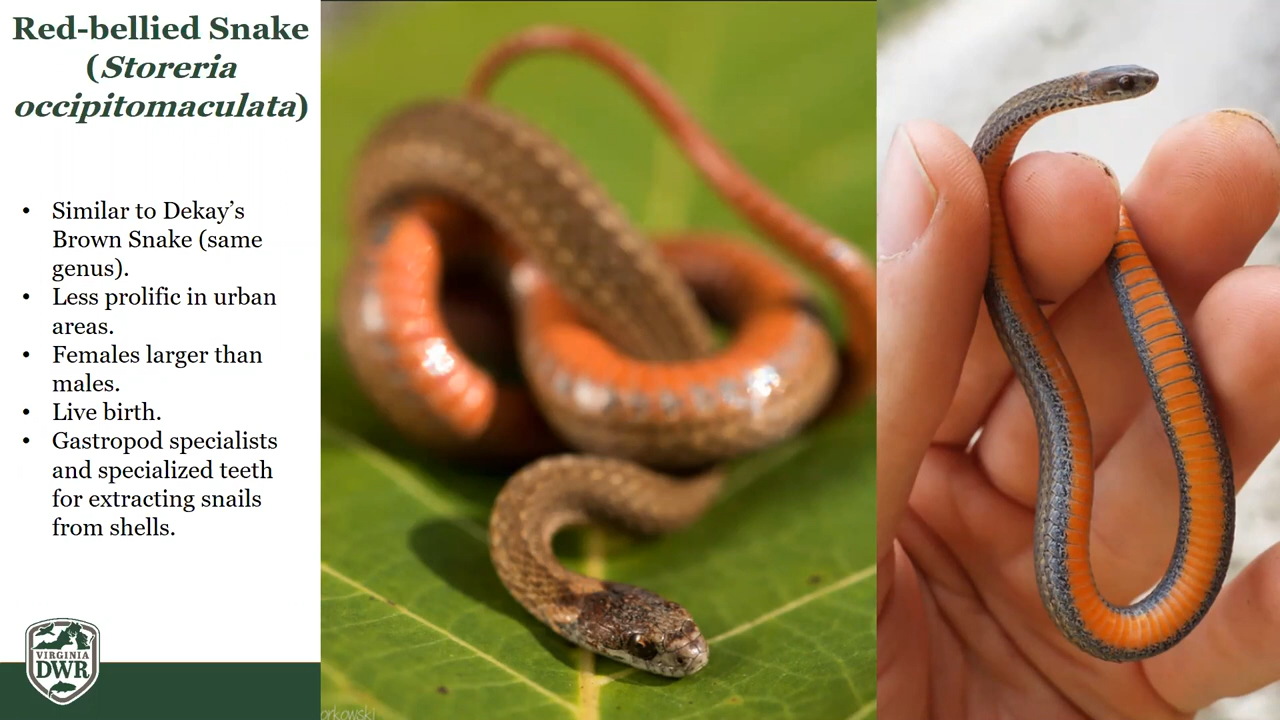 Red-bellied Snake
(Storeria
occipitomaculata)
• Similar to Dekay’s
Brown Snake (same
genus).
• Less prolific in urban
areas.
• Females larger than
males.
• Live birth.
• Gastropod specialists
and specialized teeth
for extracting snails
from shells.
VIRGINIA
DWR
orkowski